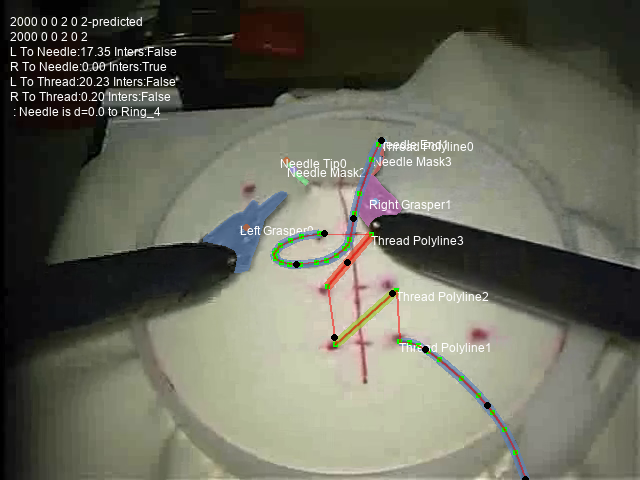 2000 0 0 2 0 2-predicted
2000 0 0 2 0 2
L To Needle:17.35 Inters:False
R To Needle:0.00 Inters:True
L To Thread:20.23 Inters:False
R To Thread:0.20 Inters:False
: Needle is d=0.0 to Ring_4
Needle End1
Thread Polyline0
Needle Tip0
Needle Mask3
Needle Mask2
Right Grasper1
Left Grasper0
Thread Polyline3
Thread Polyline2
Thread Polyline1